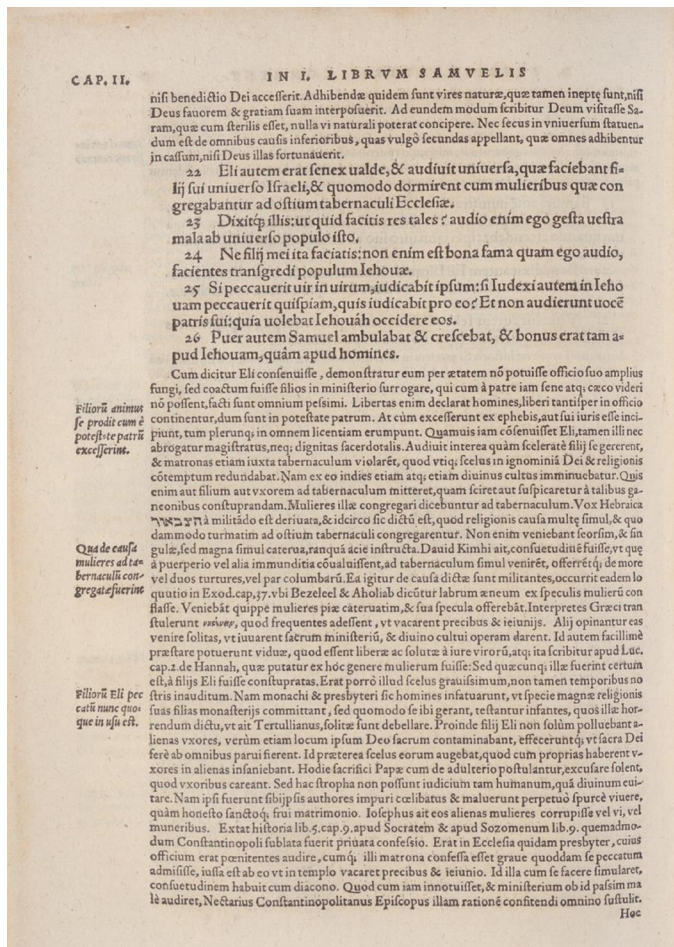 CAP. II.
IN I. LIBRVM SAMVELIS
nisi benedictio Dei accesserit. Adhibendæ quidem sunt vires naturæ, quæ tamen ineptę sunt, nisi
Deus fauorem & gratiam suam interposuerit. Ad eundem modum scribitur Deum visitasse Sa-
ram, quæ cum sterilis esset, nulla vi naturali poterat concipere. Nec secus in vniuersum statuen-
dum est de omnibus causis inferioribus, quas vulgò secundas appellant, quæ omnes adhibentur
in cassum, nisi Deus illas fortunauerit.
22 Eli autem erat senex ualde, & audiuit uniuersa, quæ faciebant fi-
lij sui uniuerso Israeli, & quomodo dormirent cum mulieribus quæ con
gregabantur ad ostium tabernaculi Ecclesiæ.
23 Dixitq́; illis: ut quid facitis res tales? audio enim ego gesta uestra
mala ab uniuerso populo isto.
24 Ne filij mei ita faciatis: non enim est bona fama quam ego audio,
facientes transgredi populum Iehouæ.
25 Si peccauerit uir in uirum, iudicabit ipsum: si Iudexi autem in Ieho
uam peccauerit quispiam, quis iudicabit pro eo? Et non audierunt uocē
patris sui: quia uolebat Iehouâh occidere eos.
26 Puer autem Samuel ambulabat & crescebat, & bonus erat tam a-
pud Iehouam, quâm apud homines.
Cum dicitur Eli consenuisse, demonstratur eum per ætatem nō potuisse officio suo amplius
fungi, sed coactum fuisse filios in ministerio surrogare, qui cum à patre iam sene atq; cæco videri
nō possent, facti sunt omnium pessimi. Libertas enim declarat homines, liberi tantisper in officio
continentur, dum sunt in potestate patrum. At cùm excesserunt ex ephebis, aut sui iuris esse inci-
piunt, tum plerunq; in omnem licentiam erumpunt. Quamuis iam cōsenuisset Eli, tamen illi nec
abrogatur magistratus, neq; dignitas sacerdotalis. Audiuit interea quàm sceleratè filij se gererent,
& matronas etiam iuxta tabernaculum violarēt, quod vtiq; scelus in ignominiā Dei & religionis
cōtemptum redundabat. Nam ex eo indies etiam atq; etiam diuinus cultus imminuebatur. Quis
enim aut filium aut vxorem ad tabernaculum mitteret, quam sciret aut suspicaretur à talibus ga-
neonibus constuprandam. Mulieres illæ congregari dicebuntur ad tabernaculum. Vox Hebraica
הצבאור à militādo est deriuata, & idcirco sic dictū est, quod religionis causa multę simul, & quo
dammodo turmatim ad ostium tabernaculi congregarentur. Non enim veniebant seorsim, & sin
gulæ, sed magna simul caterua, tanquā acie instructa. Dauid Kimhi ait, consuetudinē fuisse, vt quę
à puerperio vel alia immunditia cōualuissent, ad tabernaculum simul venirēt, offerrētq; de more
vel duos turtures, vel par columbarū. Ea igitur de causa dictæ sunt militantes, occurrit eadem lo
quutio in Exod. cap. 37. vbi Bezeleel & Aholiab dicūtur labrum æneum ex speculis mulierū con
flasse. Veniebāt quippè mulieres piæ cateruatim, & sua specula offerebāt. Interpretes Græci tran
stulerunt quod frequentes adessent, vt vacarent precibus & ieiunijs. Alij opinantur eas
venire solitas, vt iuuarent sacrum ministeriū, & diuino cultui operam darent. Id autem facillimè
præstare potuerunt viduæ, quod essent liberæ ac solutæ à iure virorū, atq; ita scribitur apud Luc.
cap. 2. de Hannah, quæ putatur ex hóc genere mulierum fuisse: Sed quæcunq; illæ fuerint certum
est, à filijs Eli fuisse constupratas. Erat porrò illud scelus grauissimum, non tamen temporibus no
stris inauditum. Nam monachi & presbyteri sic homines infatuarunt, vt specie magnæ religionis
suas filias monasterijs committant, sed quomodo se ibi gerant, testantur infantes, quos illæ hor-
rendum dictu, vt ait Tertullianus, solitæ sunt debellare. Proinde filij Eli non solùm polluebant a-
lienas vxores, verùm etiam locum ipsum Deo sacrum contaminabant, effeceruntq́; vt sacra Dei
ferè ab omnibus parui fierent. Id præterea scelus eorum augebat, quod cum proprias haberent v-
xores in alienas insaniebant. Hodie sacrifici Papæ cum de adulterio postulantur, excusare solent,
quod vxoribus careant. Sed hac stropha non possunt iudicium tam humanum, quā diuinum eui-
tare. Nam ipsi fuerunt sibijpsis authores impuri cœlibatus & maluerunt perpetuò spurcè viuere,
quàm honesto sanctoq́; frui matrimonio. Iosephus ait eos alienas mulieres corrupisse vel vi, vel
muneribus. Extat historia lib. 5. cap. 9. apud Socratem & apud Sozomenum lib. 9. quemadmo-
dum Constantinopoli sublata fuerit priuata confessio. Erat in Ecclesia quidam presbyter, cuius
officium erat pœnitentes audire, cumq́; illi matrona confessa esset graue quoddam se peccatum
admisisse, iussa est ab eo vt in templo vacaret precibus & ieiunio. Id illa cum se facere simularet,
consuetudinem habuit cum diacono. Quod cum iam innotuisset, & ministerium ob id passim ma
lè audiret, Nectarius Constantinopolitanus Episcopus illam rationē confitendi omnino sustulit.
Hoc
Filiorū animus
se prodit cum è
potestate patrū
excesserint.
Qua de causa
mulieres ad ta-
bernaculū con-
gregatæ fuerint
Filiorū Eli pec
catū nunc quo-
que in usu est.